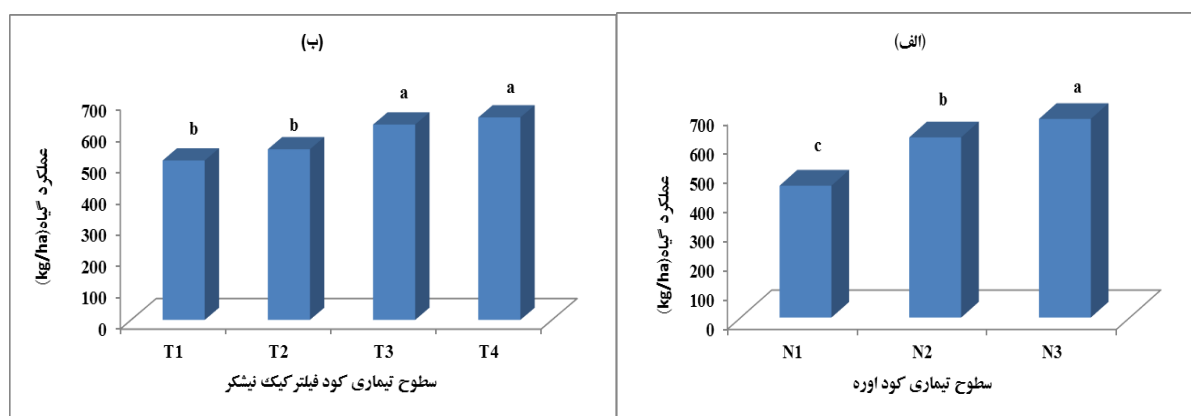 (الف)
a
b
c
700
600
500
400
300
200
100
0
عملکرد گیاه(kg/ha)
N1 N2 N3
سطوح تیماری کود اوره
(ب)
a
a
b
b
700
600
500
400
300
200
100
0
عملکرد گیاه(kg/ha)
T1 T2 T3 T4
سطوح تیماری کود فیلتر کیک نیشکر